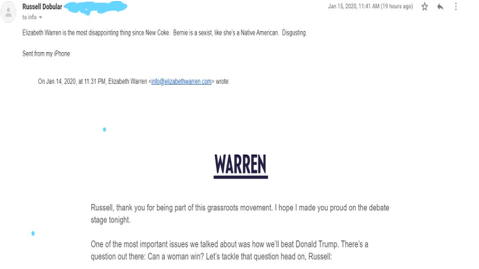 Russell Dobular
Jan 15, 2020, 11:41 AM (19 hours ago)
to info
Elizabeth Warren is the most disappointing thing since New Coke. Bernie is a sexist, like she's a Native American. Disgusting.
Sent from my iPhone
On Jan 14, 2020, at 11:31 PM, Elizabeth Warren <info@elizabethwarren.com> wrote:
WARREN
Russell, thank you for being part of this grassroots movement. I hope I made you proud on the debate
stage tonight.
One of the most important issues we talked about was how we'll beat Donald Trump. There's a
question out there: Can a woman win? Let's tackle that question head on, Russell: